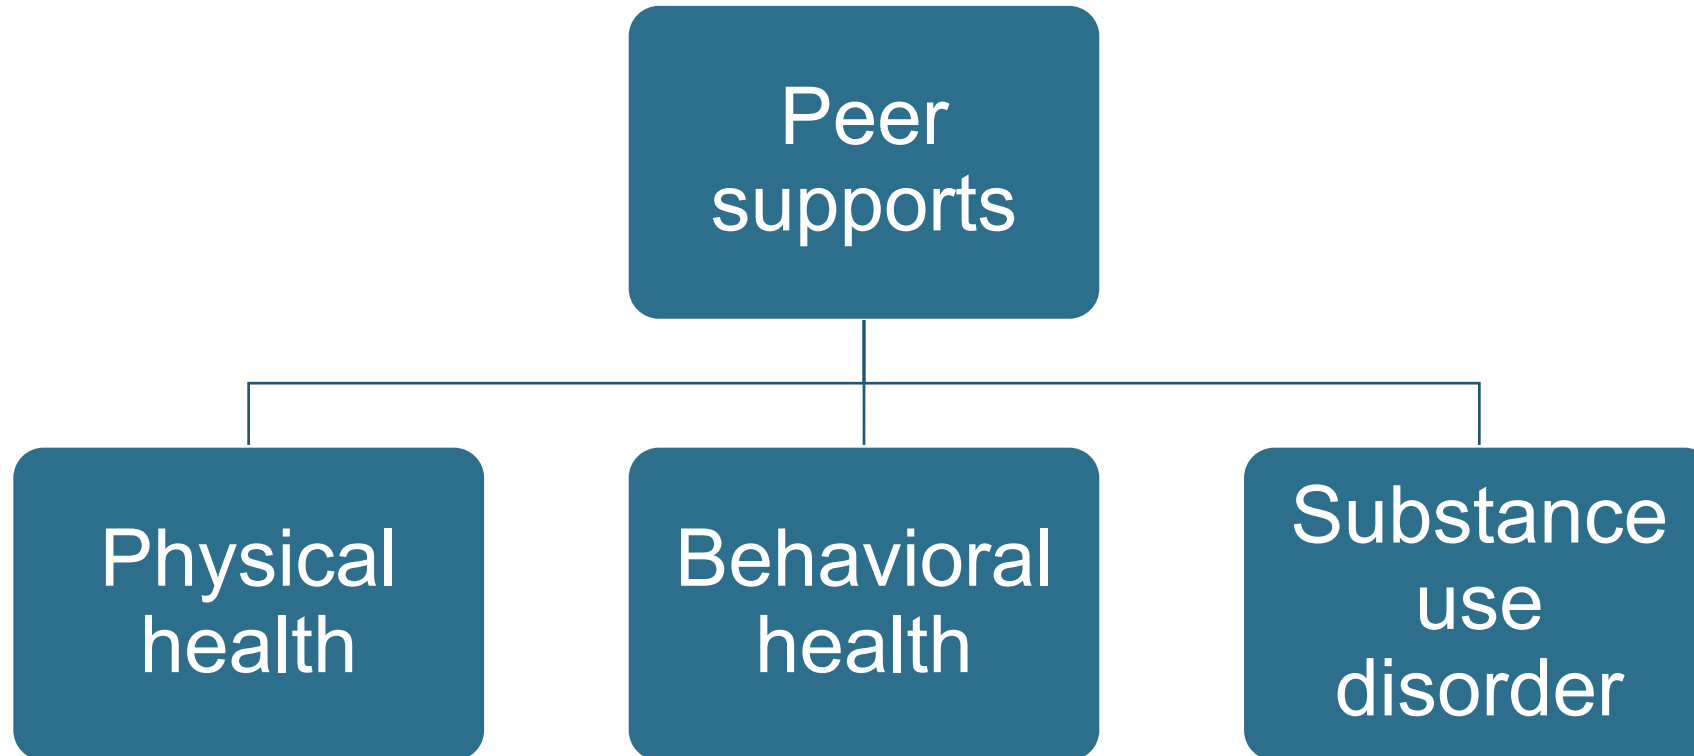 Peer
supports
Physical
health
Behavioral
health
Substance
use
disorder